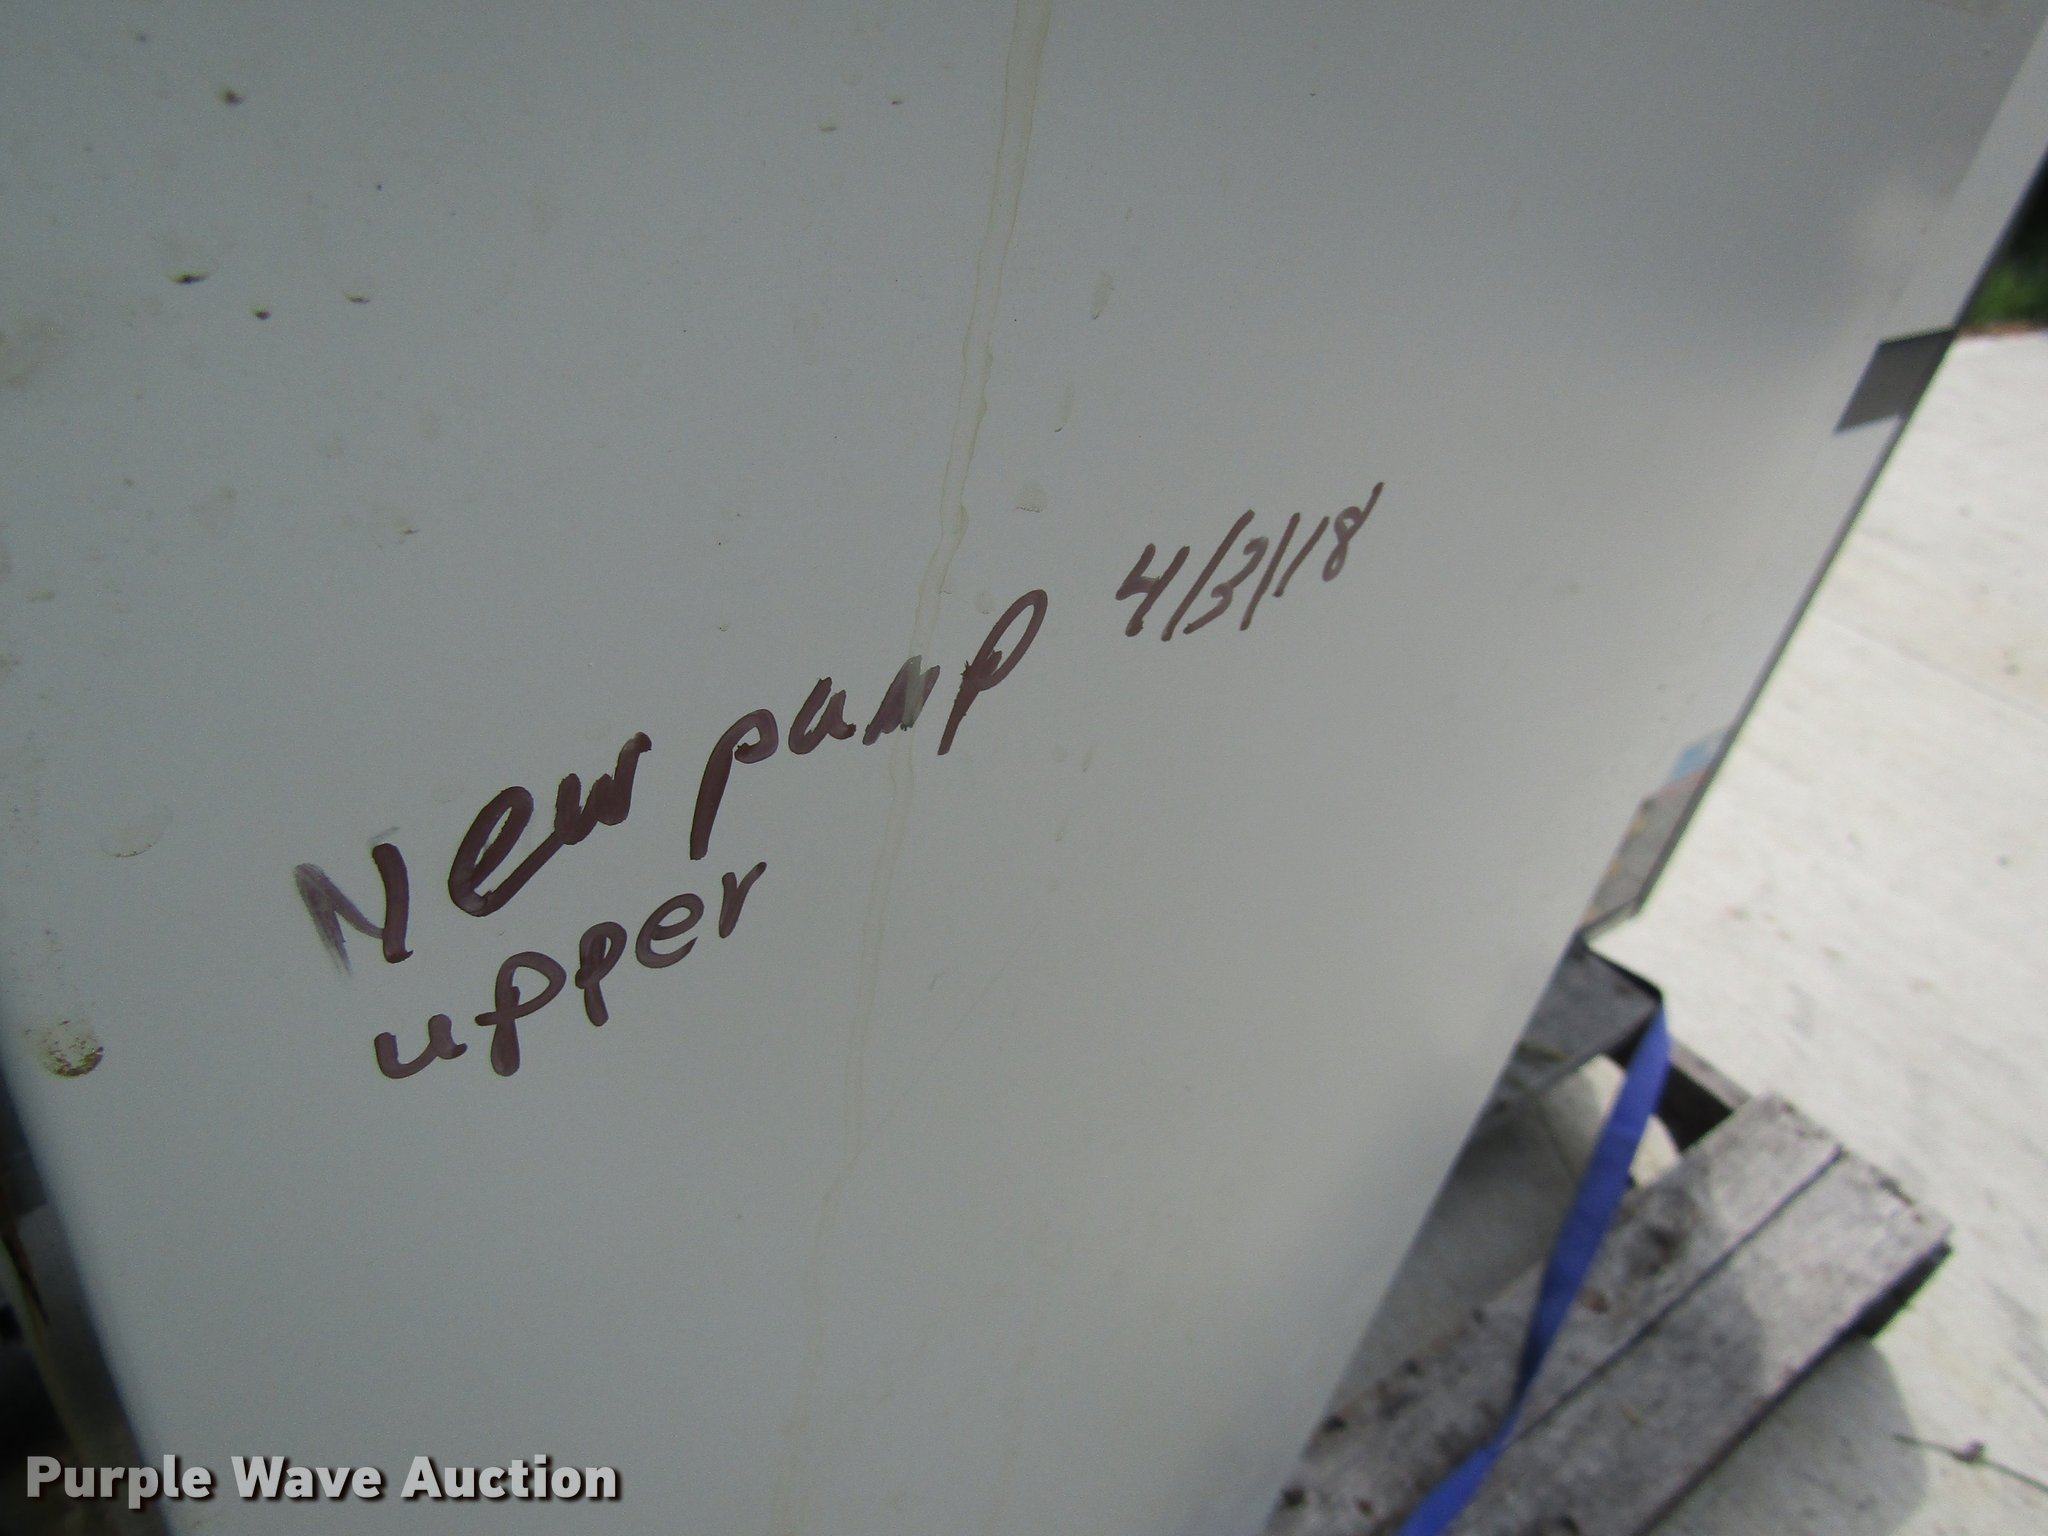 New pump 4/3/18
upper
Purple Wave Auction